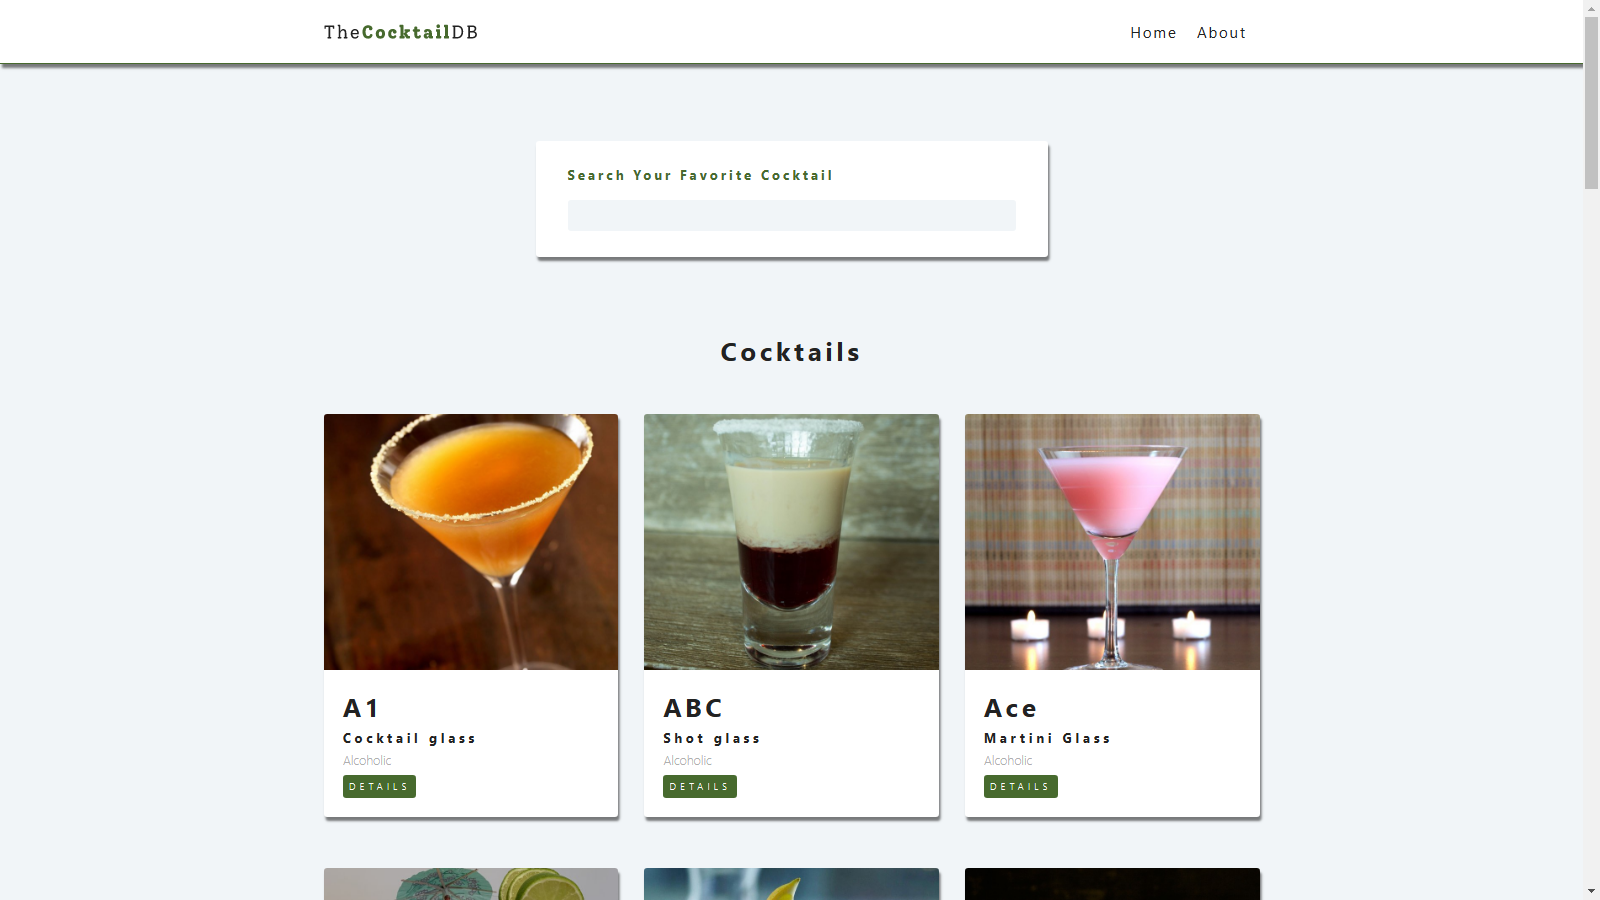 TheCocktailDB
Home About
Search Your Favorite Cocktail
Cocktails
A1
Cocktail glass
Alcoholic
DETAILS
ABC
Shot glass
Alcoholic
DETAILS
Ace
Martini Glass
Alcoholic
DETAILS